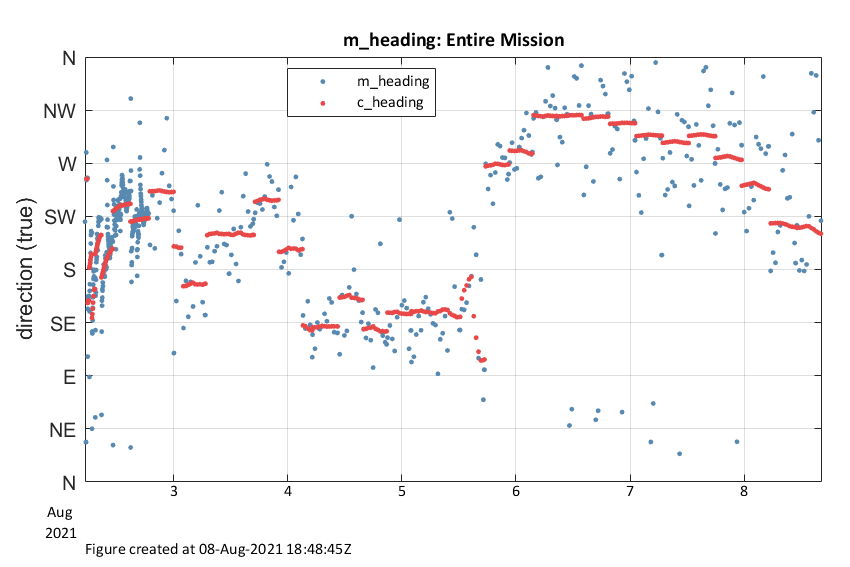 m_heading: Entire Mission
m_heading
c_heading
direction (true)
N
NW
W
SW
S
SE
E
NE
N
3 4 5 6 7 8
Aug
2021
Figure created at 08-Aug-2021 18:48:45Z